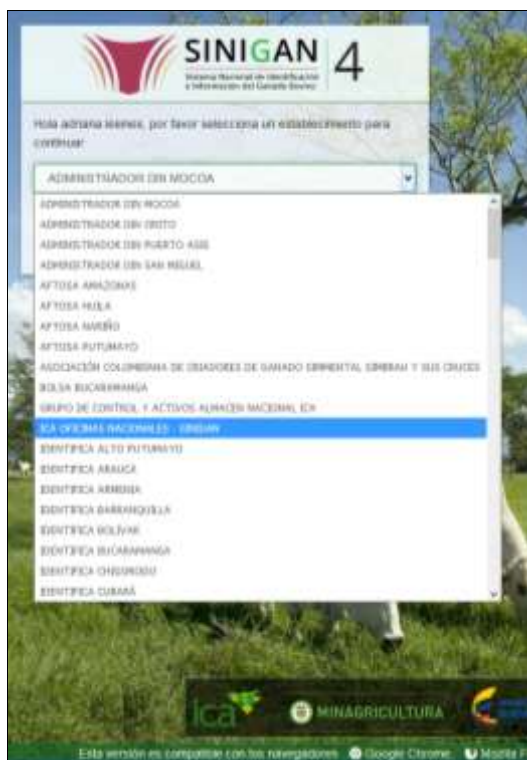 SINIGAN 4
Sistema Nacional de Identificación
e Información del Ganado Bovino
Hola adriana por favor selecciona un establecimiento para
continuar:
ADMINISTRADOR DIN MOCOA
ADMINISTRADOR DIN MOCOA
ADMINISTRADOR DIN ORITO
ADMINISTRADOR DIN PUERTO ASIS
ADMINISTRADOR DIN SAN MIGUEL
AFTOSA AMAZONAS
AFTOSA HUILA
AFTOSA NARIÑO
AFTOSA PUTUMAYO
ASOCIACIÓN COLOMBIANA DE CRIADORES DE GANADO SIMMENTAL, SIMBRAH Y SUS CRUCES
BOLSA BUCARAMANGA
GRUPO DE CONTROL Y ACTIVOS ALMACEN NACIONAL ICA
ICA OFICINAS NACIONALES - SINIGAN
IDENTIFICA ALTO PUTUMAYO
IDENTIFICA ARAUCA
IDENTIFICA ARMENIA
IDENTIFICA BARRANQUILLA
IDENTIFICA BOLÍVAR
IDENTIFICA BUCARAMANGA
IDENTIFICA CHIGORODO
IDENTIFICA CUBARÁ
ica MINAGRICULTURA
Esta versión es compatible con los navegadores Google Chrome Mozilla F